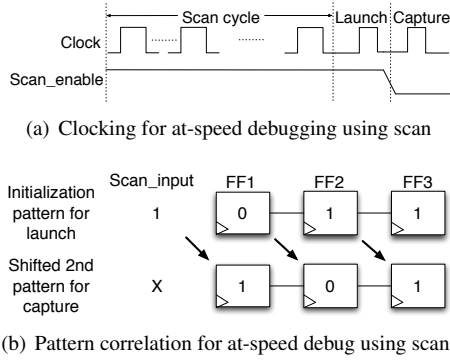 Scan cycle Launch Capture
Clock
Scan_enable
(a) Clocking for at-speed debugging using scan
Scan_input FF1 FF2 FF3
Initialization
pattern for
launch
1 0 1 1
Shifted 2nd
pattern for
capture
X 1 0 1
(b) Pattern correlation for at-speed debug using scan